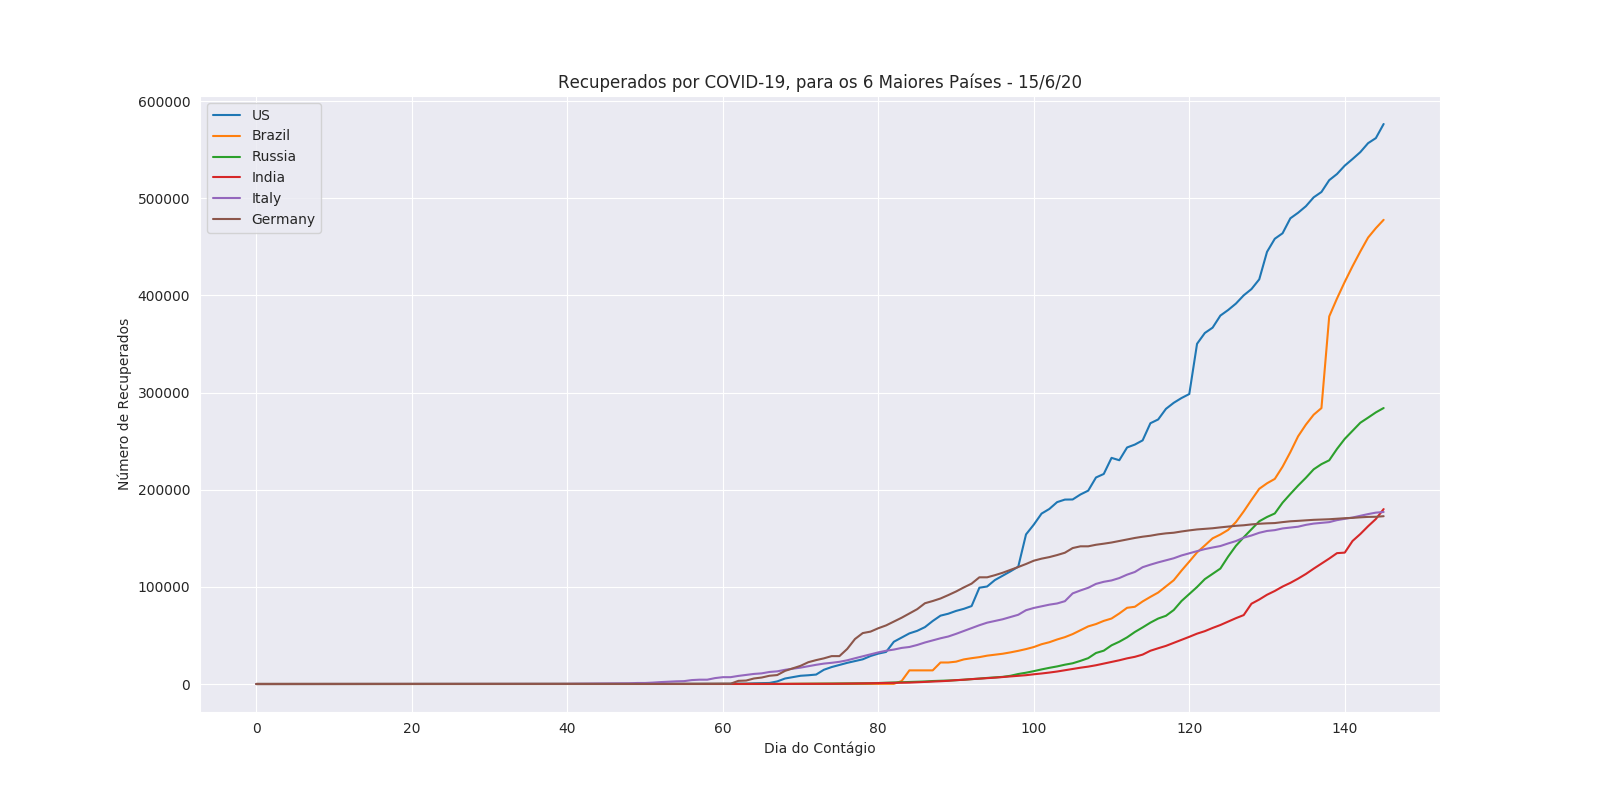 Recuperados por COVID-19, para os 6 Maiores Países - 15/6/20
US
Brazil
Russia
India
Italy
Germany
600000
500000
400000
300000
200000
100000
0
Número de Recuperados
0 20 40 60 80 100 120 140
Dia do Contágio